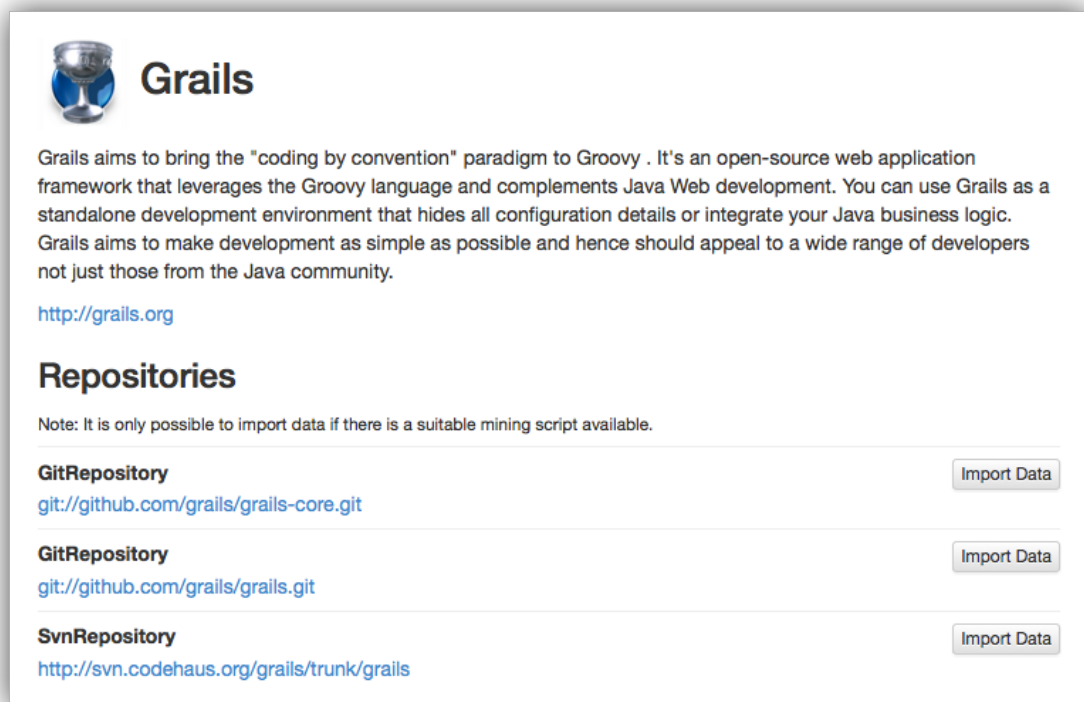 Grails
Grails aims to bring the "coding by convention" paradigm to Groovy . It's an open-source web application
framework that leverages the Groovy language and complements Java Web development. You can use Grails as a
standalone development environment that hides all configuration details or integrate your Java business logic.
Grails aims to make development as simple as possible and hence should appeal to a wide range of developers
not just those from the Java community.
http://grails.org
Repositories
Note: It is only possible to import data if there is a suitable mining script available.
GitRepository
Import Data
git://github.com/grails/grails-core.git
GitRepository
Import Data
git://github.com/grails/grails.git
SvnRepository
Import Data
http://svn.codehaus.org/grails/trunk/grails